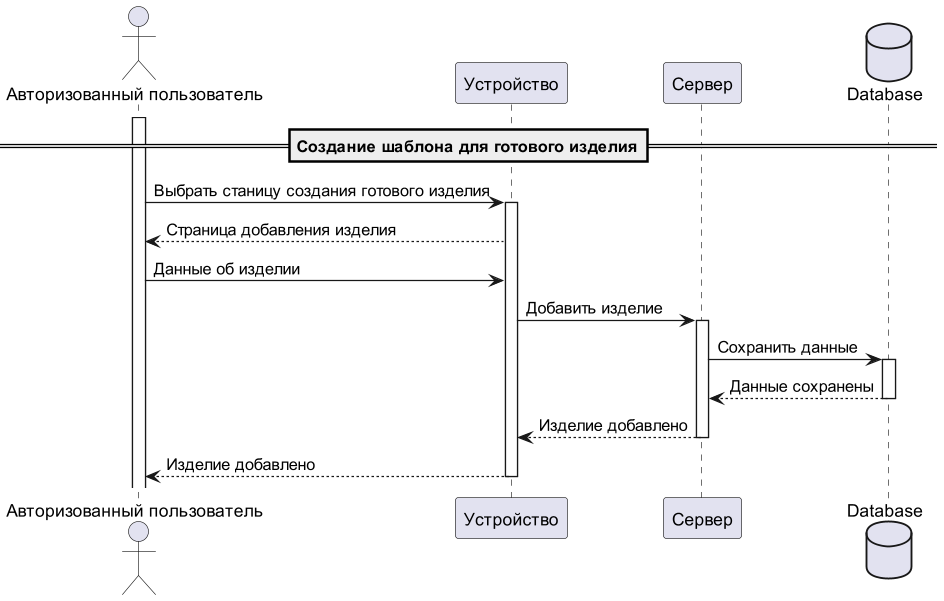 Авторизованный пользователь
Устройство
Сервер
Database
Создание шаблона для готового изделия
Выбрать станицу создания готового изделия
Страница добавления изделия
Данные об изделии
Добавить изделие
Сохранить данные
Данные сохранены
Изделие добавлено
Изделие добавлено
Авторизованный пользователь
Устройство
Сервер
Database